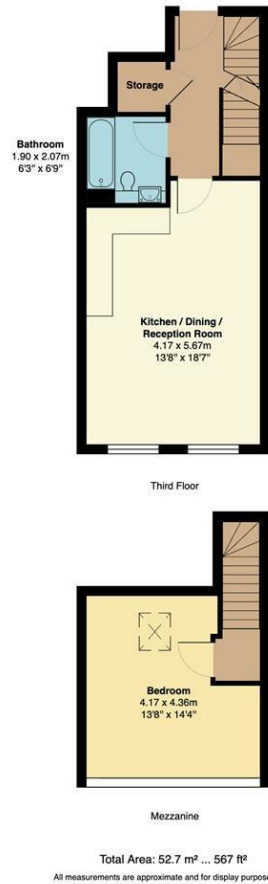 Storage
Bathroom
1.90 x 2.07m
6'3" x 6'9"
Kitchen / Dining /
Reception Room
4.17 x 5.67m
13'8" x 18'7"
Third Floor
Bedroom
4.17 x 4.36m
13'8" x 14'4"
Mezzanine
Total Area: 52.7 m² ... 567 ft²
All measurements are approximate and for display purpose